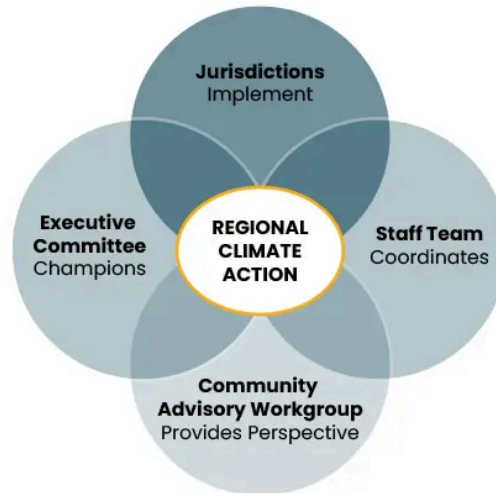 Jurisdictions
Implement
Executive
Committee
Champions
REGIONAL
CLIMATE
ACTION
Staff Team
Coordinates
Community
Advisory Workgroup
Provides Perspective